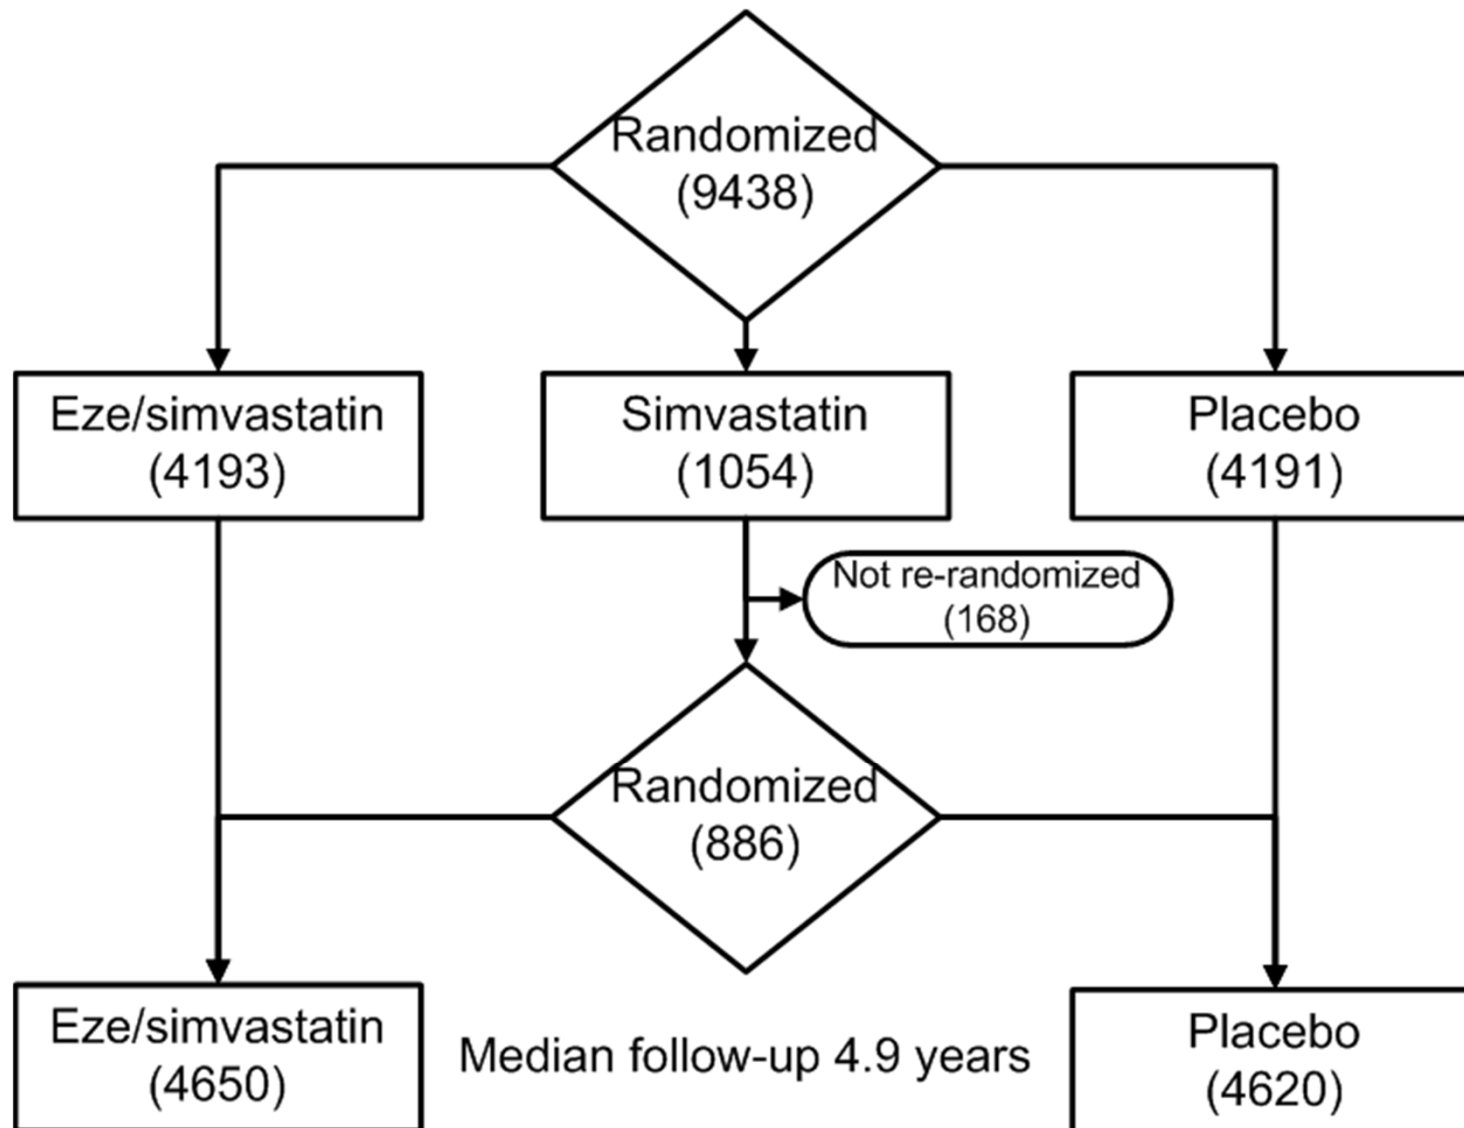 Randomized
(9438)
Eze/simvastatin
(4193)
Simvastatin
(1054)
Placebo
(4191)
Not re-randomized
(168)
Randomized
(886)
Eze/simvastatin
(4650)
Median follow-up 4.9 years
Placebo
(4620)